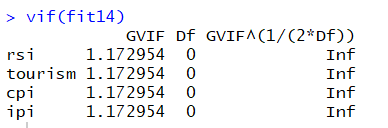 > vif(fit14)
GVIF Df GVIF^(1/(2*Df))
rsi 1.172954 0 Inf
tourism 1.172954 0 Inf
cpi 1.172954 0 Inf
ipi 1.172954 0 Inf